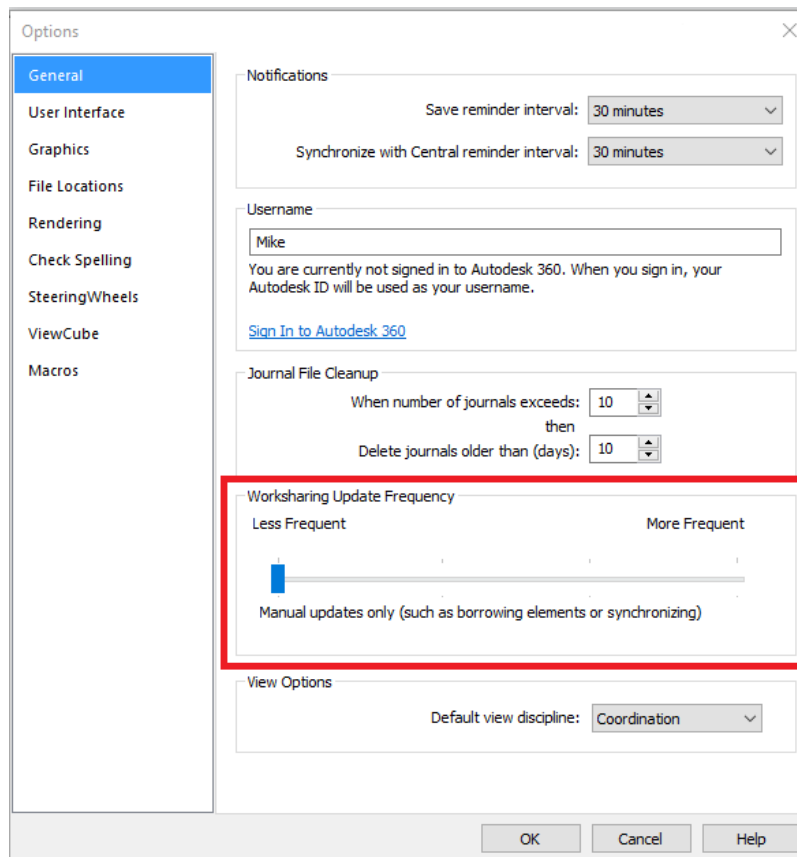 Options
General
User Interface
Graphics
File Locations
Rendering
Check Spelling
SteeringWheels
ViewCube
Macros
Notifications
Save reminder interval: 30 minutes
Synchronize with Central reminder interval: 30 minutes
Username
Mike
You are currently not signed in to Autodesk 360. When you sign in, your
Autodesk ID will be used as your username.
Sign In to Autodesk 360
Journal File Cleanup
When number of journals exceeds: 10
then
Delete journals older than (days): 10
Worksharing Update Frequency
Less Frequent More Frequent
Manual updates only (such as borrowing elements or synchronizing)
View Options
Default view discipline: Coordination
OK Cancel Help